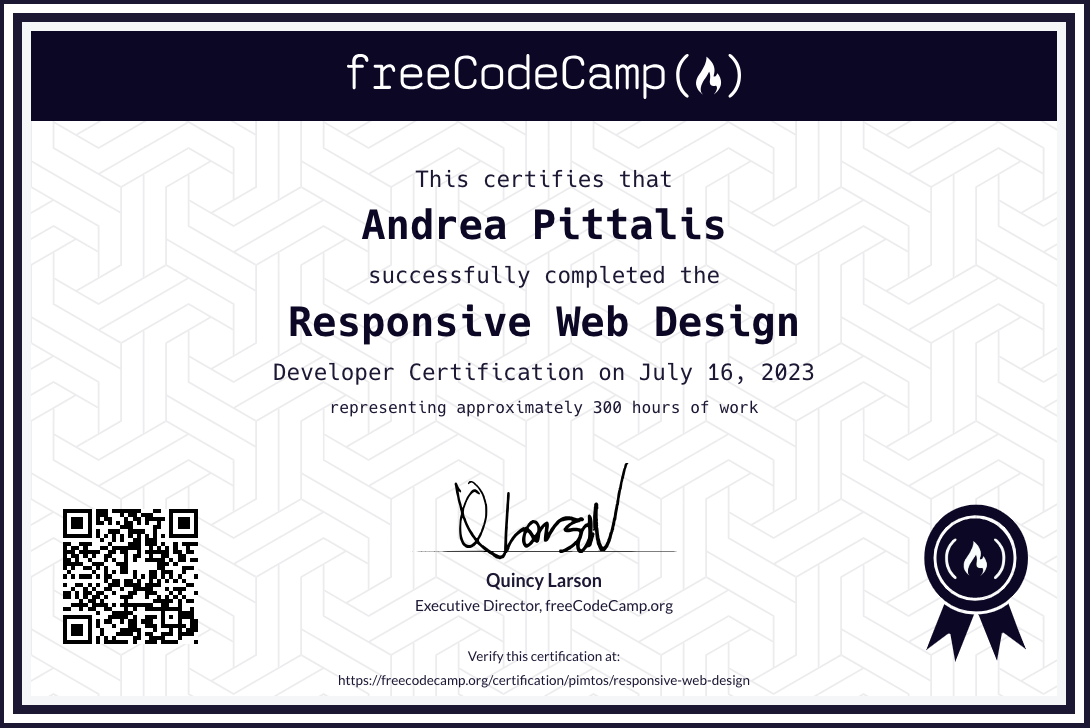 freeCodeCamp(🔥)
This certifies that
Andrea Pittalis
successfully completed the
Responsive Web Design
Developer Certification on July 16, 2023
representing approximately 300 hours of work
Q Larson
Quincy Larson
Executive Director, freeCodeCamp.org
Verify this certification at:
https://freecodecamp.org/certification/pimtos/responsive-web-design